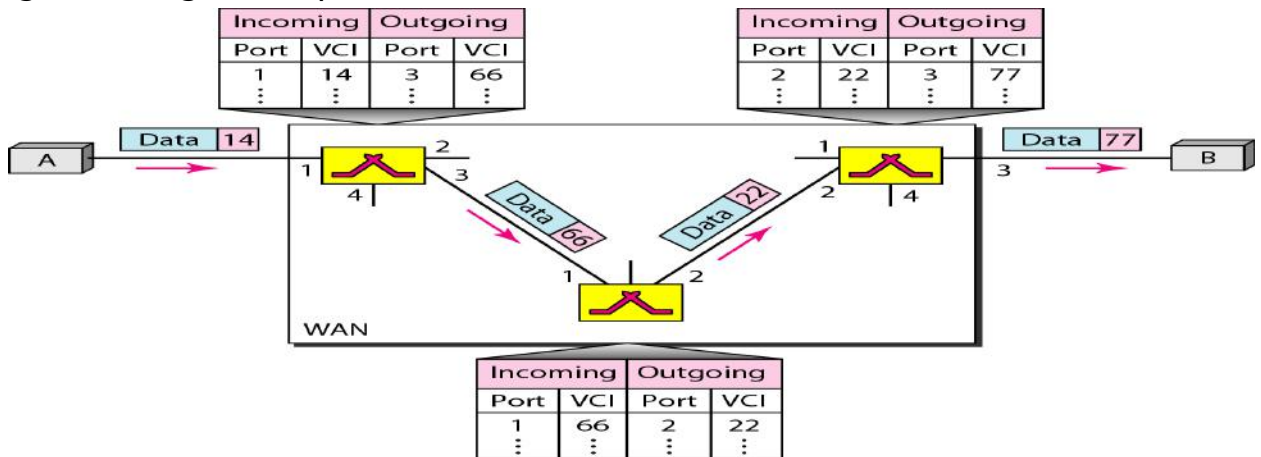 Incoming Outgoing
Port VCI Port VCI
1 14 3 66
⋮ ⋮ ⋮ ⋮
Incoming Outgoing
Port VCI Port VCI
2 22 3 77
⋮ ⋮ ⋮ ⋮
A
Data 14
1
2
3
4
Data 66
1
2
Data 22
1
2
3
4
Data 77
B
WAN
Incoming Outgoing
Port VCI Port VCI
1 66 2 22
⋮ ⋮ ⋮ ⋮